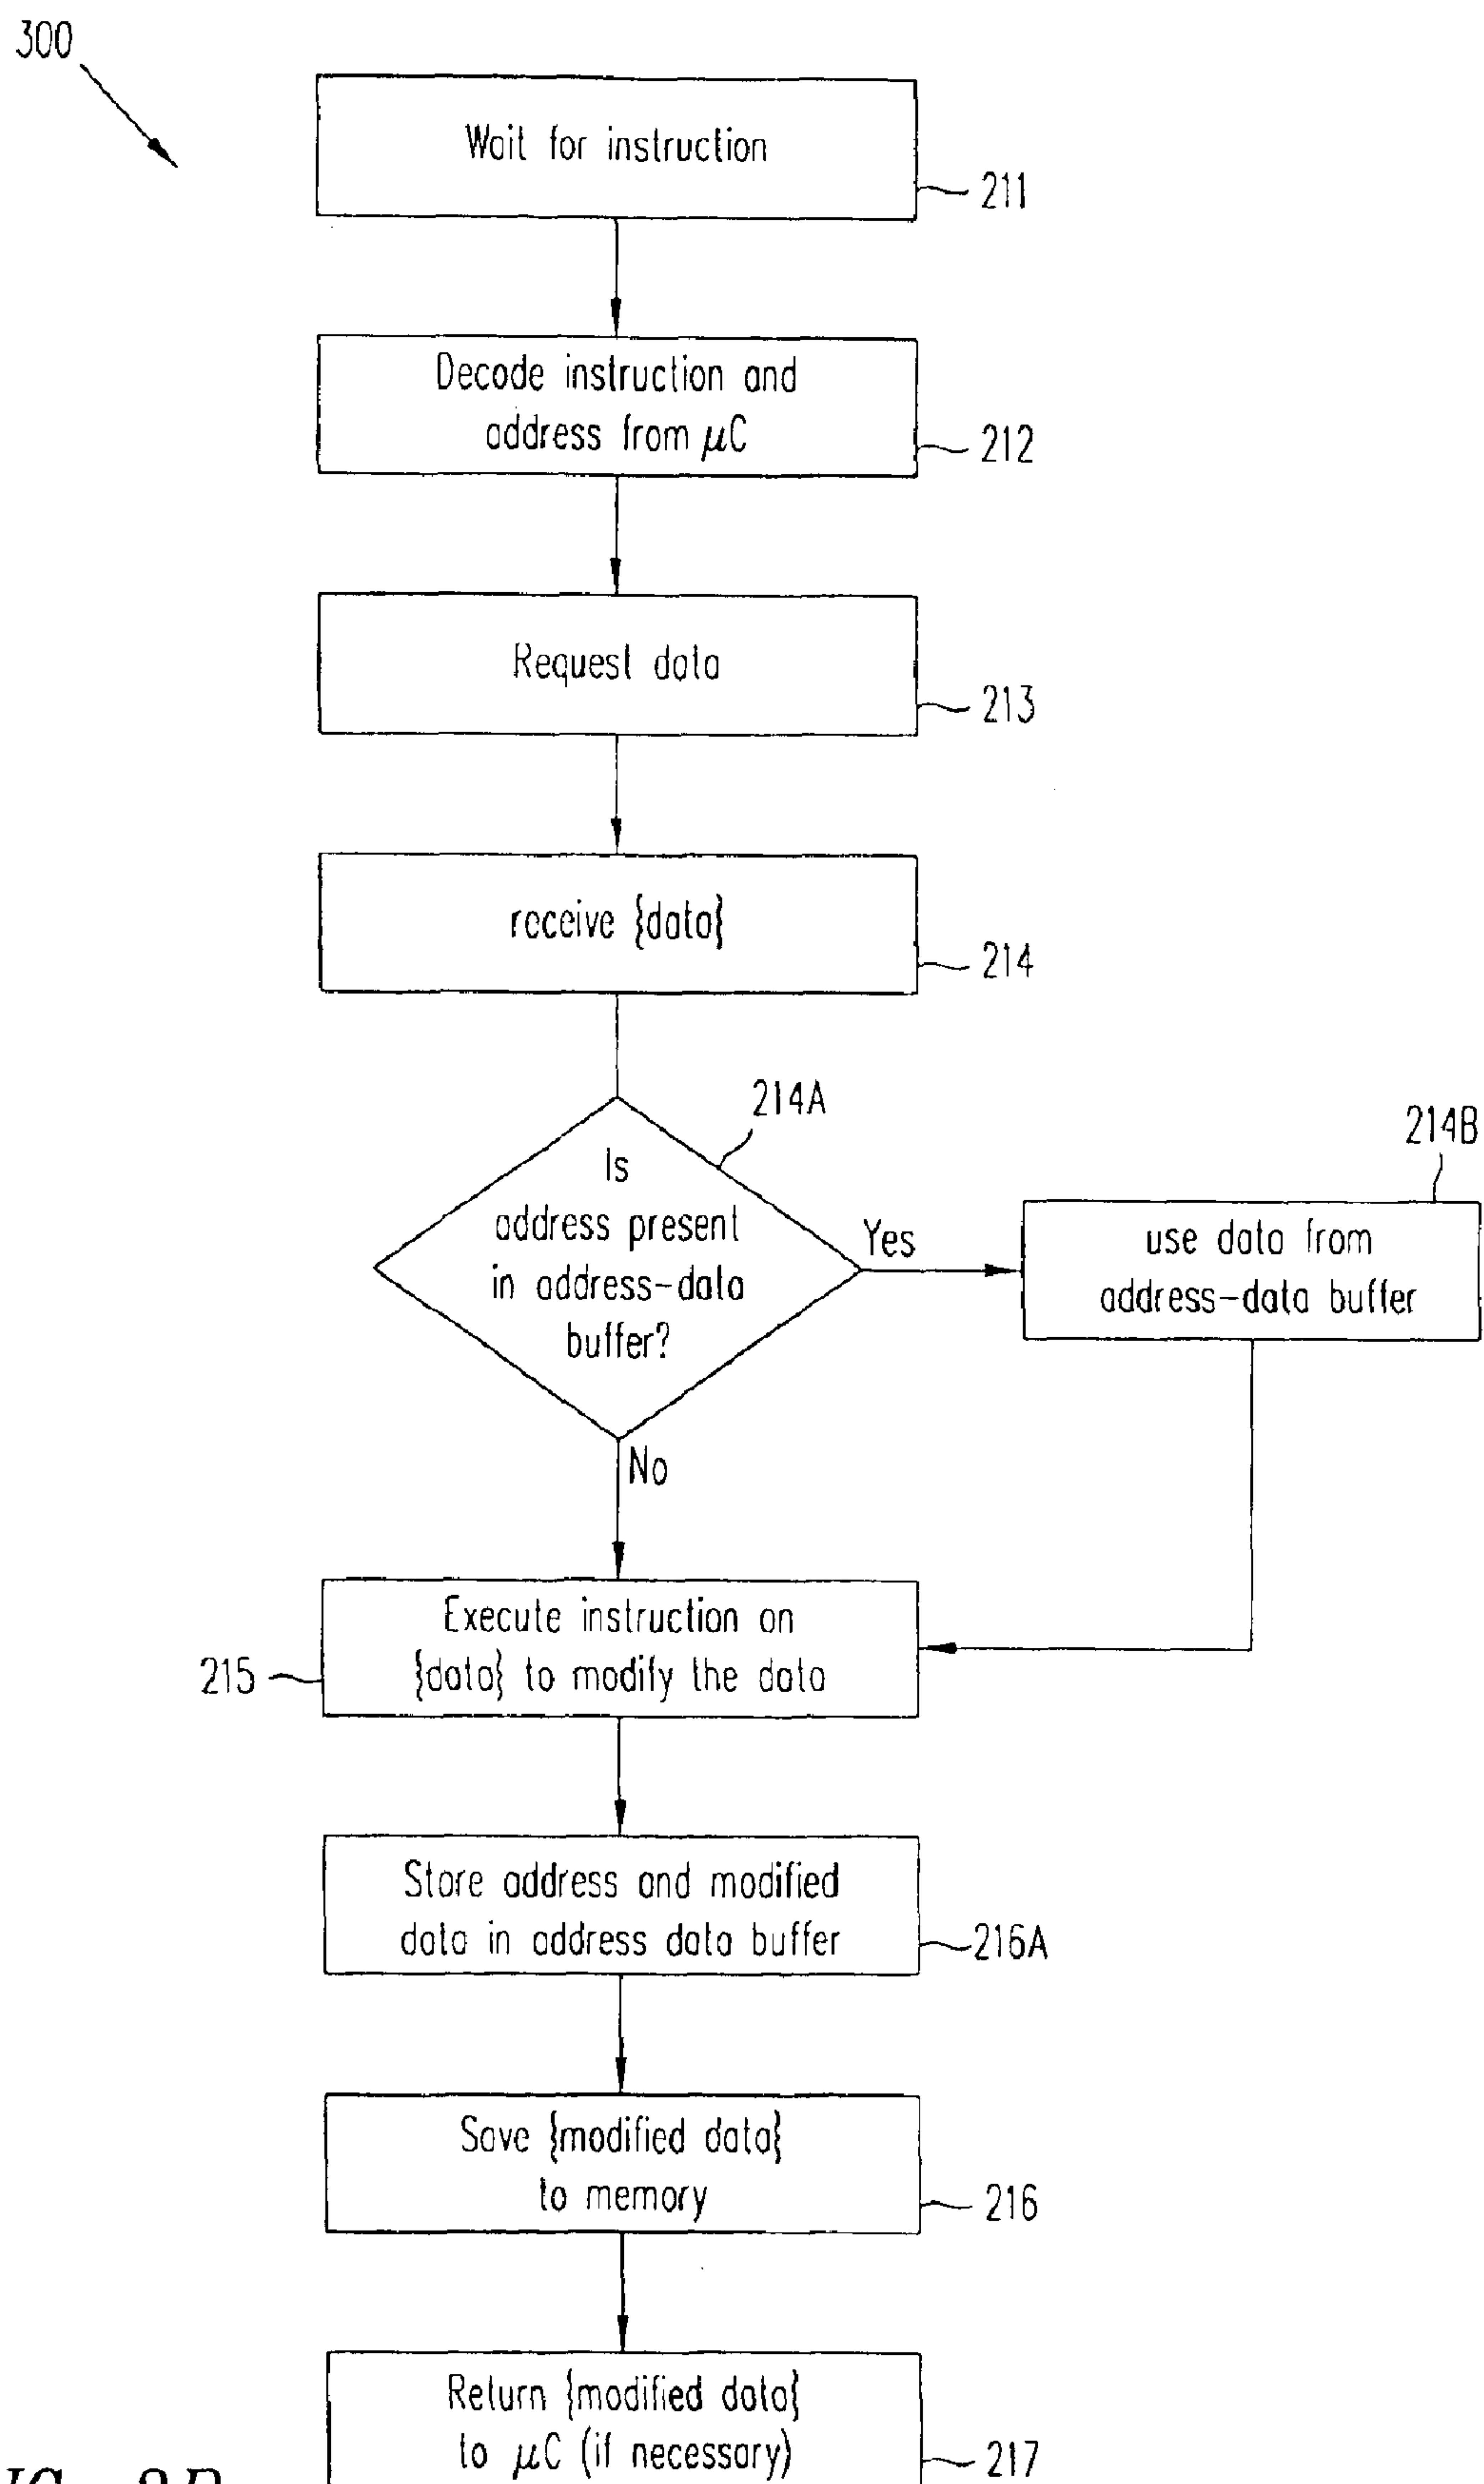 300
Wait for instruction
211
Decode instruction and
address from μC
212
Request data
213
receive {data{
214
214A
Is
address present
in address-data
buffer?
Yes
214B
use data from
address-data buffer
No
Execute instruction on
{data} to modify the data
215
Store address and modified
data in address data buffer
216A
Save {modified data{
to memory
216
Return {modified data{
to μC (if necessary)
217